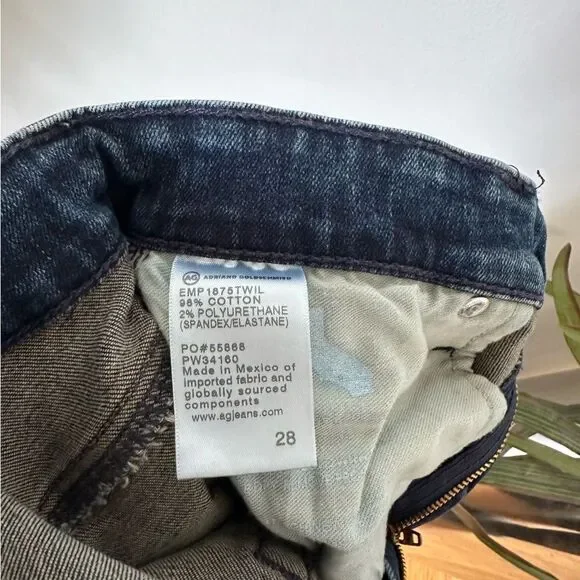 AG ADRIANO GOLDSCHMIED
EMP1875TWIL
98% COTTON
2% POLYURETHANE
(SPANDEX/ELASTANE)
PO#55868
PW34160
Made in Mexico of
imported fabric and
globally sourced
components
www.agjeans.com
28